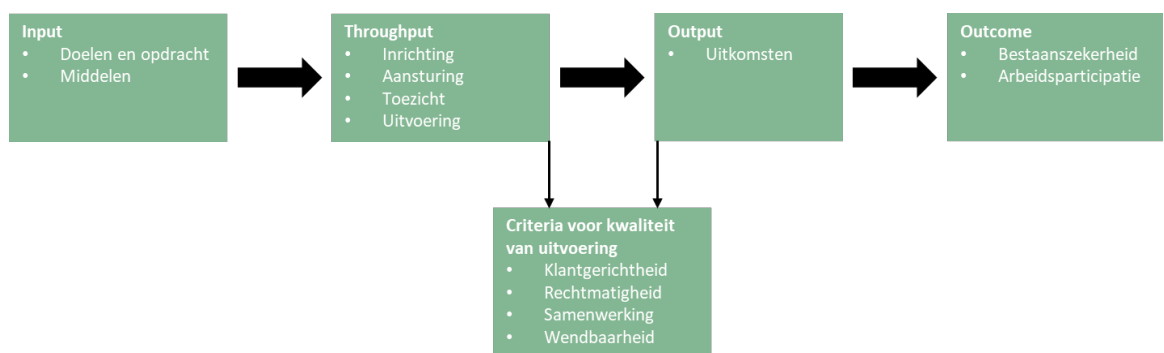 Input
• Doelen en opdracht
• Middelen
Throughput
• Inrichting
• Aansturing
• Toezicht
• Uitvoering
Output
• Uitkomsten
Outcome
• Bestaanszekerheid
• Arbeidsparticipatie
Criteria voor kwaliteit
van uitvoering
• Klantgerichtheid
• Rechtmatigheid
• Samenwerking
• Wendbaarheid